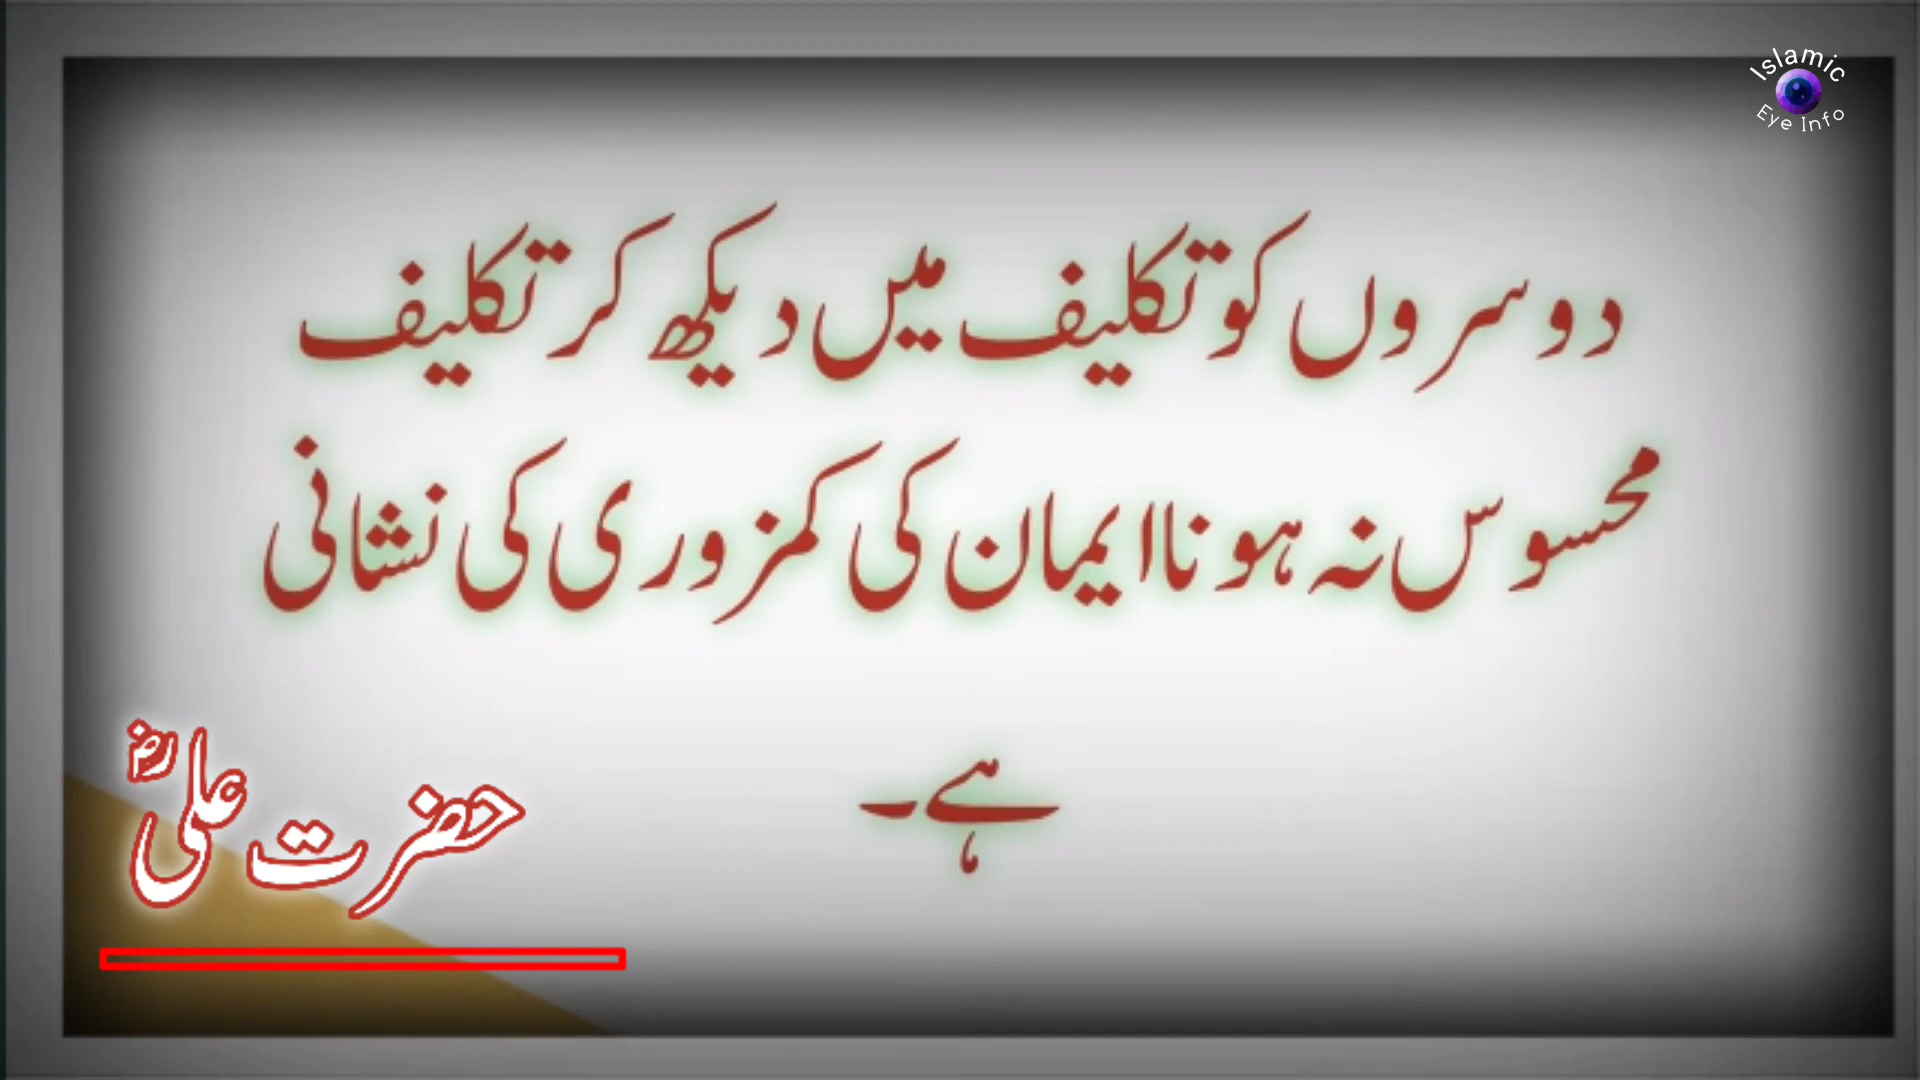 Islamic
Eye Info
دوسروں کو تکلیف میں دیکھ کر تکلیف
محسوس نہ ہونا ایمان کی کمزوری کی نشانی
ہے۔
حضرت علیؓ